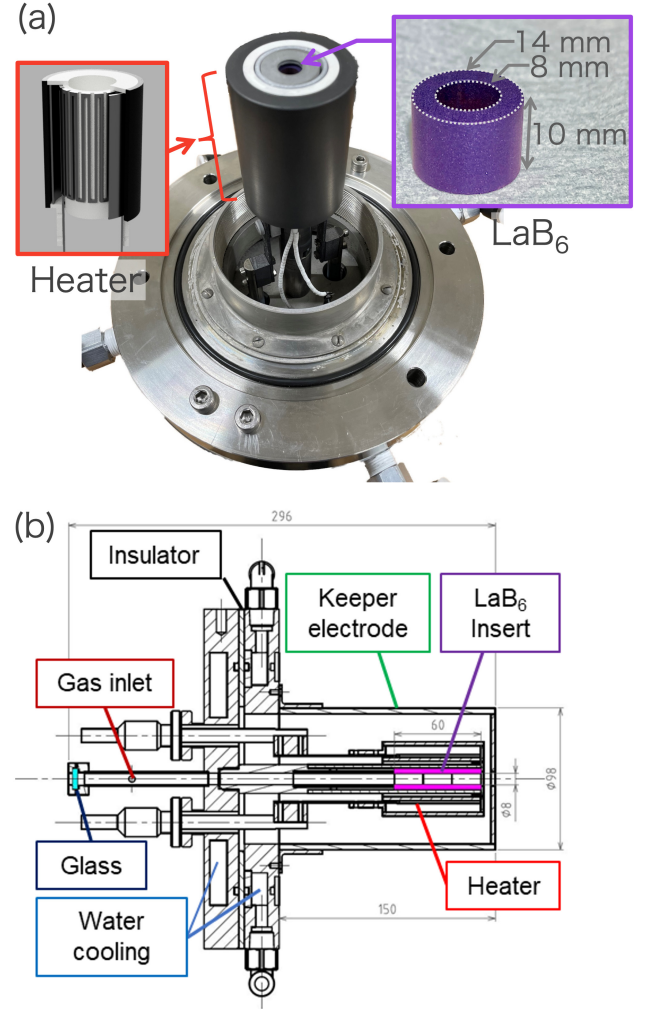 (a)
14 mm
8 mm
10 mm
LaB₆
Heater
(b)
296
Insulator
Keeper
electrode
LaB₆
Insert
Gas inlet
60
Φ98
Φ8
Glass
Heater
Water
cooling
150